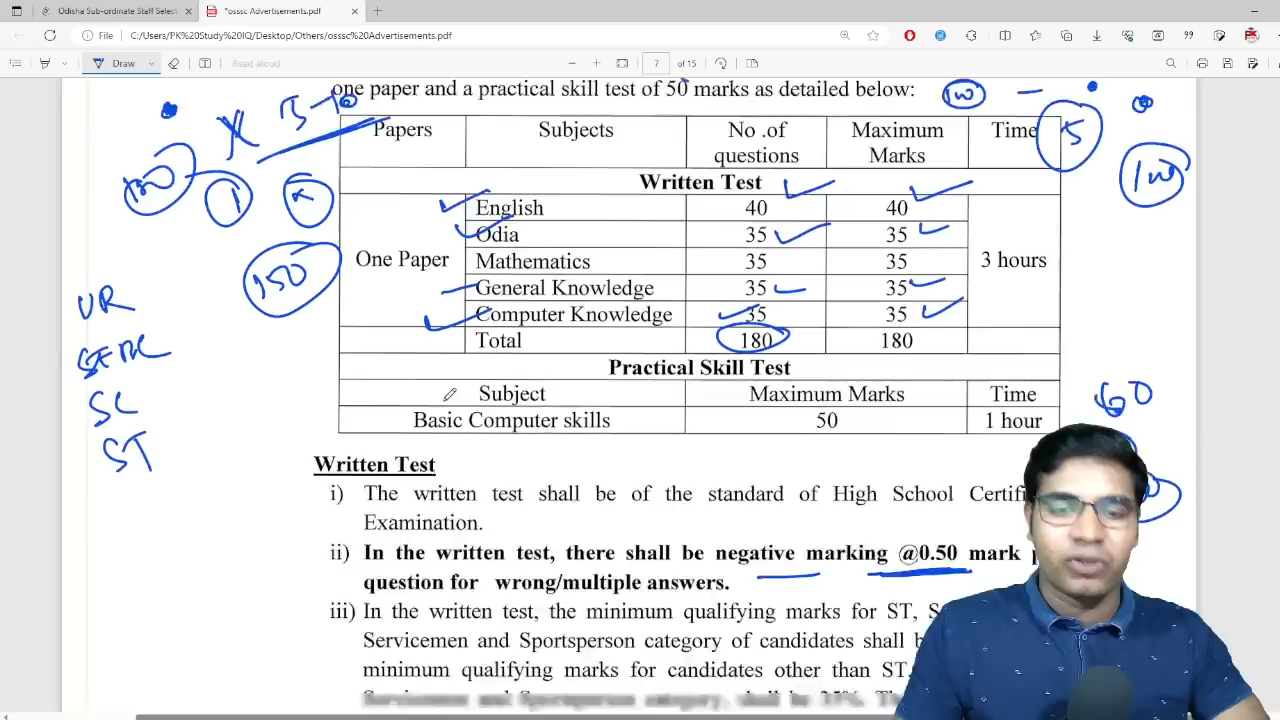 Odisha Sub-ordinate Staff Select
*osssc Advertisements.pdf
File C:/Users/PK%20Study%20IQ/Desktop/Others/osssc%20Advertisements.pdf
Draw Read aloud 7 of 15
one paper and a practical skill test of 50 marks as detailed below:
Papers Subjects No .of questions Maximum Marks Time
Written Test
One Paper English 40 40 3 hours
Odia 35 35
Mathematics 35 35
General Knowledge 35 35
Computer Knowledge 35 35
Total 180 180
Practical Skill Test
Subject Maximum Marks Time
Basic Computer skills 50 1 hour
150
UR
SEBC
SC
ST
60
Written Test
i) The written test shall be of the standard of High School Certifi
Examination.
ii) In the written test, there shall be negative marking @0.50 mark p
question for wrong/multiple answers.
iii) In the written test, the minimum qualifying marks for ST, S
Servicemen and Sportsperson category of candidates shall b
minimum qualifying marks for candidates other than ST,
Servicemen and Sportsperson category, shall be